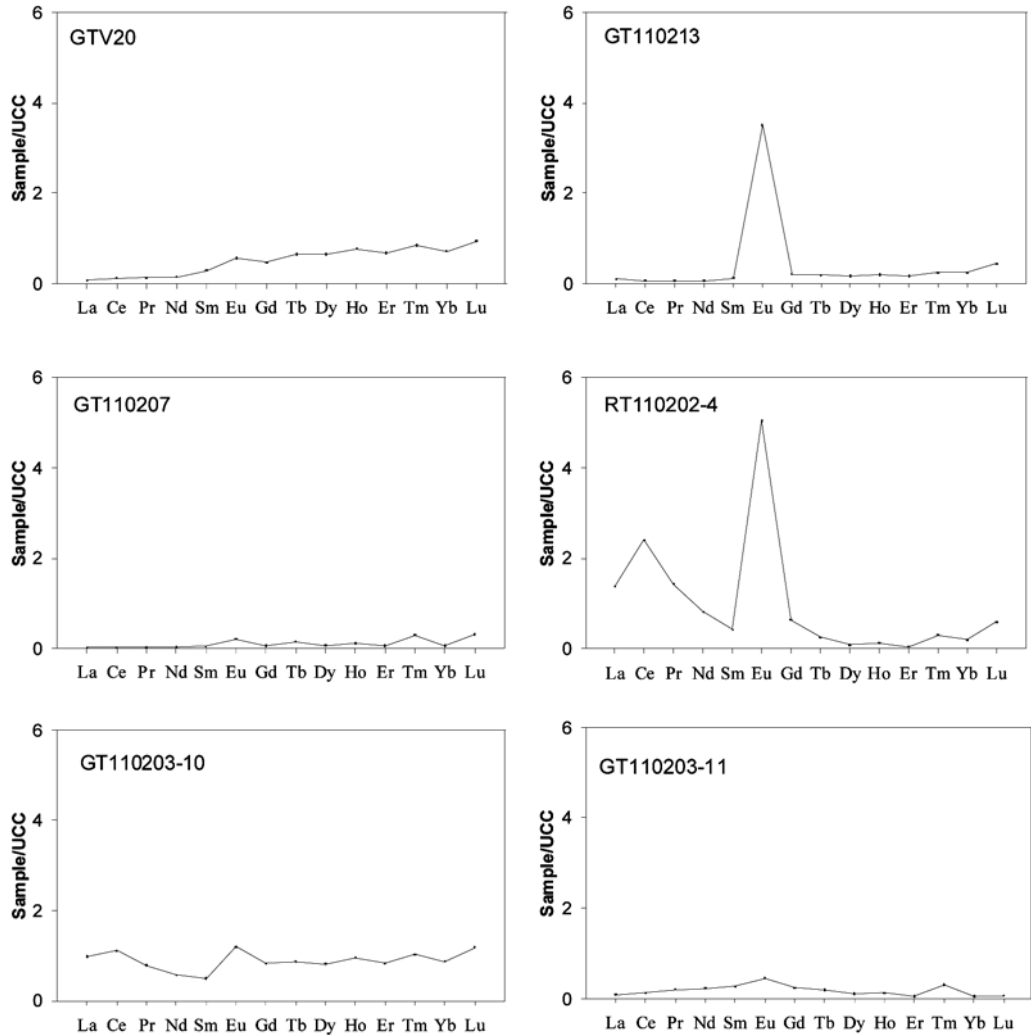 GTV20
Sample/UCC
6
4
2
0
La Ce Pr Nd Sm Eu Gd Tb Dy Ho Er Tm Yb Lu
GT110213
Sample/UCC
6
4
2
0
La Ce Pr Nd Sm Eu Gd Tb Dy Ho Er Tm Yb Lu
GT110207
Sample/UCC
6
4
2
0
La Ce Pr Nd Sm Eu Gd Tb Dy Ho Er Tm Yb Lu
RT110202-4
Sample/UCC
6
4
2
0
La Ce Pr Nd Sm Eu Gd Tb Dy Ho Er Tm Yb Lu
GT110203-10
Sample/UCC
6
4
2
0
La Ce Pr Nd Sm Eu Gd Tb Dy Ho Er Tm Yb Lu
GT110203-11
Sample/UCC
6
4
2
0
La Ce Pr Nd Sm Eu Gd Tb Dy Ho Er Tm Yb Lu